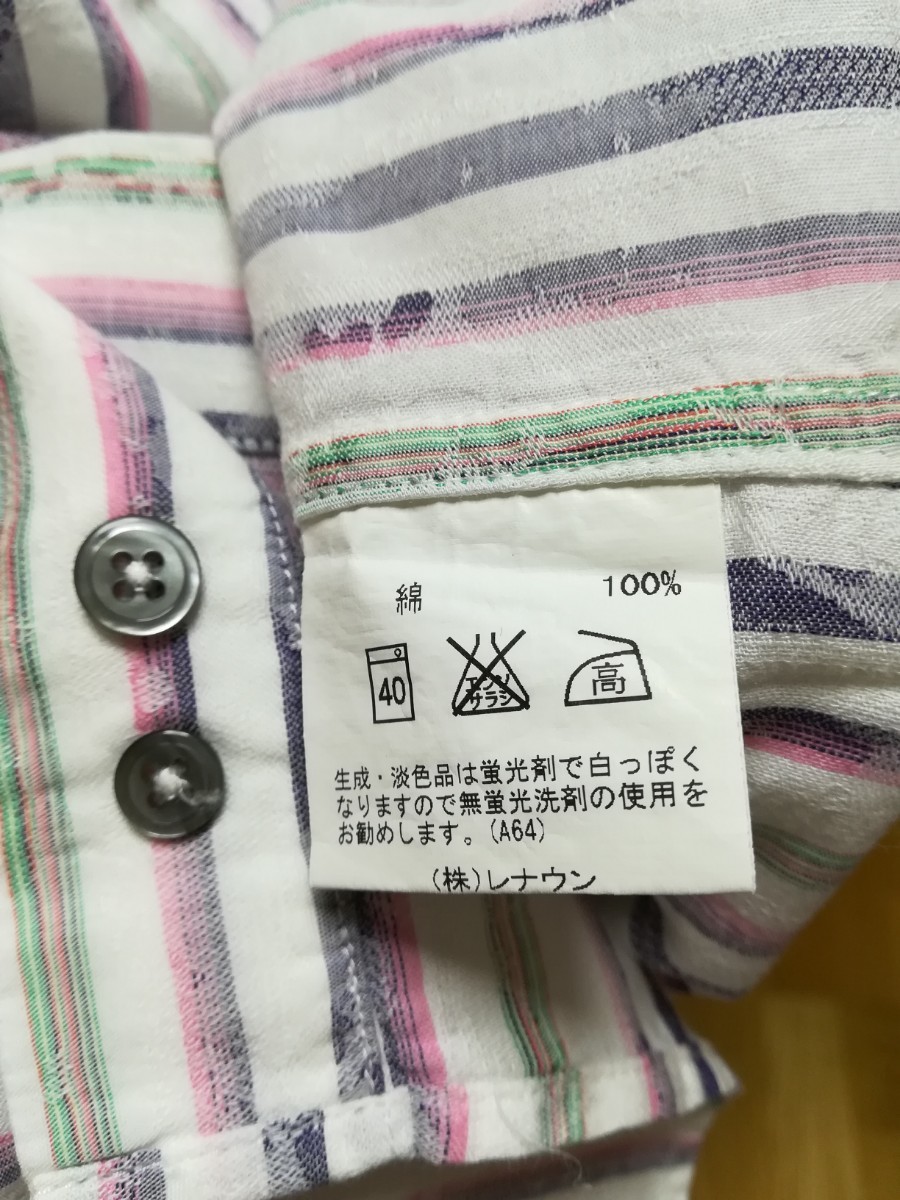 綿 100%
40 エンソ サラシ 高
生成・淡色品は蛍光剤で白っぽく
なりますので無蛍光洗剤の使用を
お勧めします。(A64)
(株)レナウン